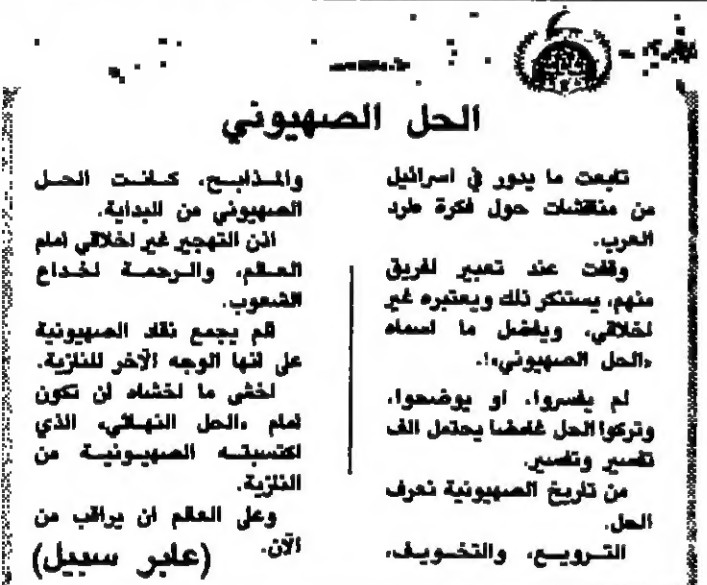 الحل الصهيوني
تابعت ما يدور في اسرائيل
من مناقشات حول فكرة طرد
العرب.
وقفت عند تعبير لفريق
منهم، يستنكر ذلك ويعتبره غير
اخلاقي، ويفضل ما اسماه
«الحل الصهيوني»!.
لم يفسروا، او يوضحوا،
وتركوا الحل غامضا يحتمل الف
تفسير وتفسير.
من تاريخ الصهيونية نعرف
الحل.
الترويع، والتخويف،
والمذابح، كانت الحل
الصهيوني من البداية.
اذن التهجير غير اخلاقي امام
العالم، والرحمة لخداع
الشعوب.
الم يجمع نقاد الصهيونية
على انها الوجه الآخر للنازية.
اخشى ما اخشاه ان نكون
امام «الحل النهائي» الذي
اكتسبته الصهيونية من
النازية.
وعلى العالم ان يراقب من
الآن.
(عابر سبيل)